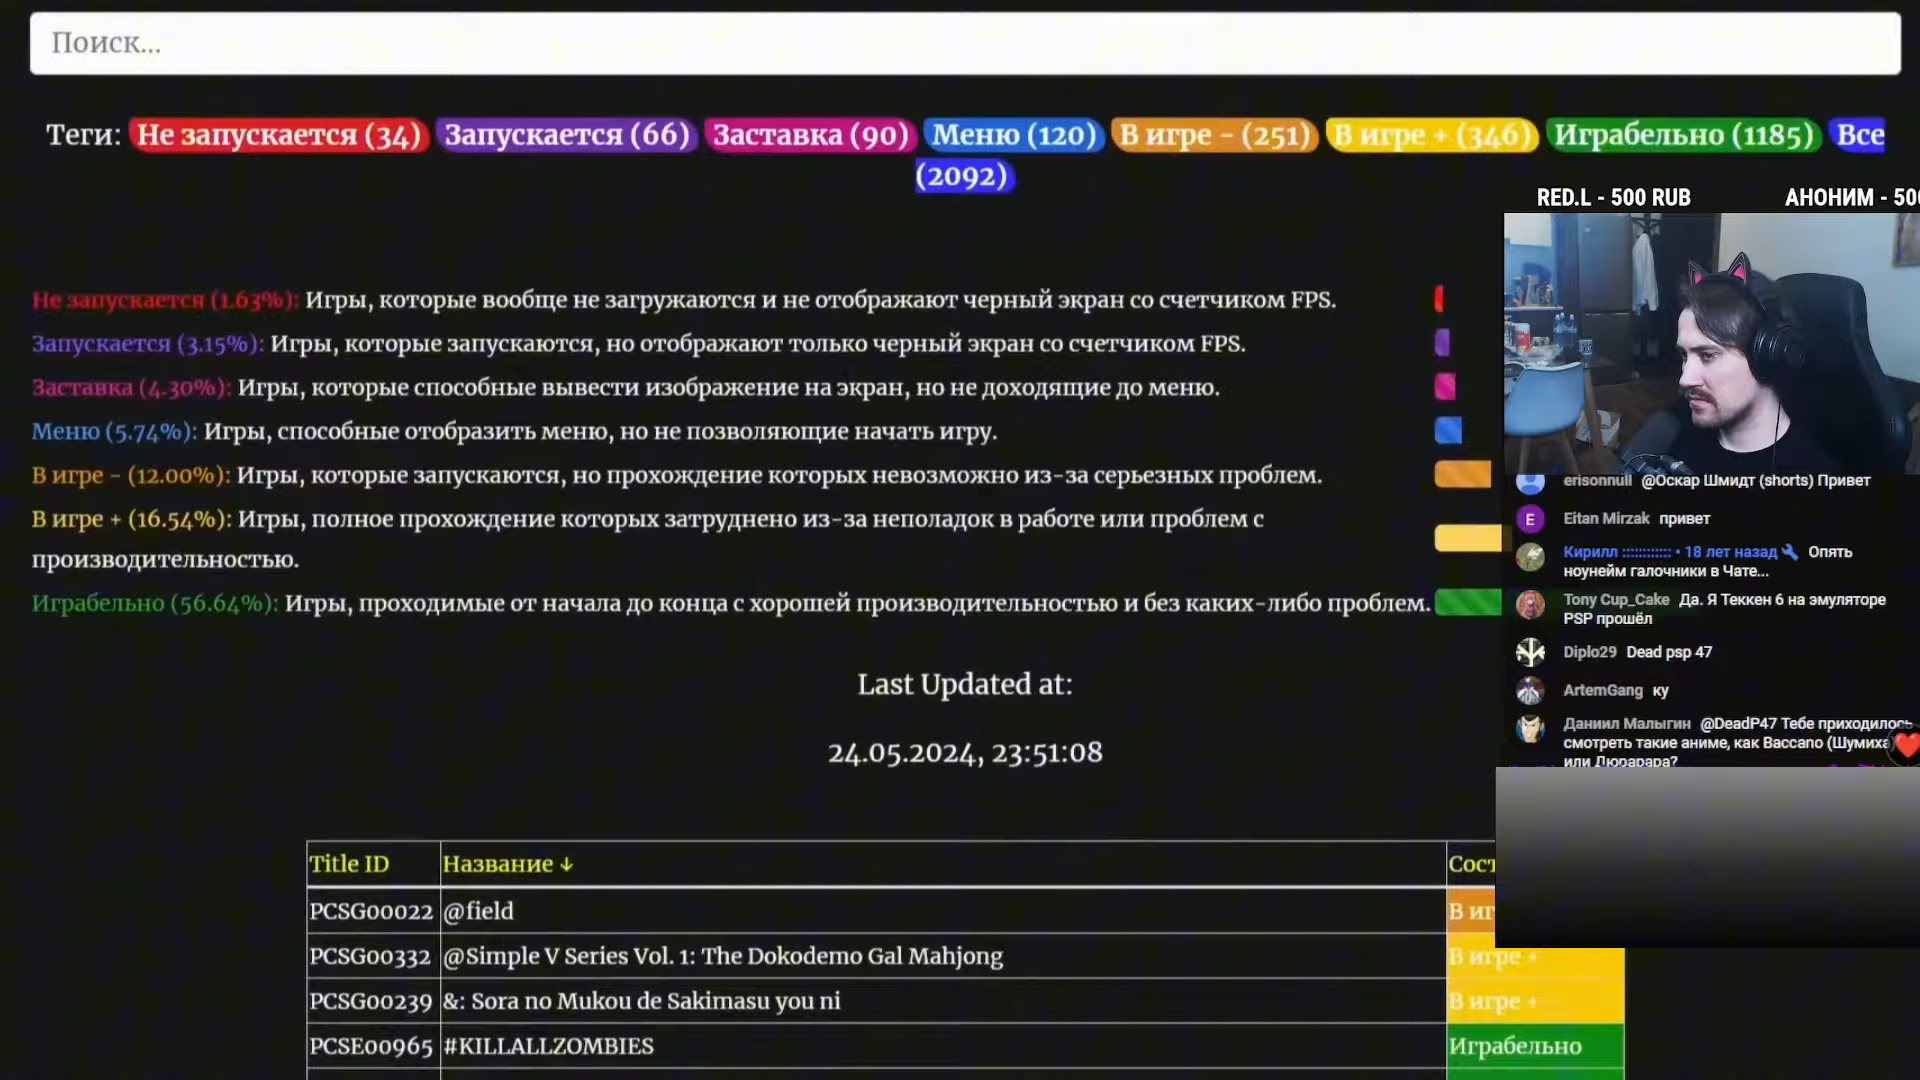 Поиск...
Теги: Не запускается (34) Запускается (66) Заставка (90) Меню (120) В игре - (251) В игре + (346) Играбельно (1185) Все
(2092)
RED.L - 500 RUB АНОНИМ - 500
Не запускается (1.63%): Игры, которые вообще не загружаются и не отображают черный экран со счетчиком FPS.
Запускается (3.15%): Игры, которые запускаются, но отображают только черный экран со счетчиком FPS.
Заставка (4.30%): Игры, которые способные вывести изображение на экран, но не доходящие до меню.
Меню (5.74%): Игры, способные отобразить меню, но не позволяющие начать игру.
В игре - (12.00%): Игры, которые запускаются, но прохождение которых невозможно из-за серьезных проблем.
В игре + (16.54%): Игры, полное прохождение которых затруднено из-за неполадок в работе или проблем с
производительностью.
Играбельно (56.64%): Игры, проходимые от начала до конца с хорошей производительностью и без каких-либо проблем.
erisonnull @Оскар Шмидт (shorts) Привет
E
Eitan Mirzak привет
Кирилл :::::::::::: • 18 лет назад Опять
ноунейм галочники в Чате...
Tony Cup_Cake Да. Я Теккен 6 на эмуляторе
PSP прошёл
Diplo29 Dead psp 47
ArtemGang ку
Даниил Малыгин @DeadP47 Тебе приходилось
смотреть такие аниме, как Baccano (Шумиха)
или Дюрарара?
Last Updated at:
24.05.2024, 23:51:08
Title ID Название ↓ Сост
PCSG00022 @field В иг
PCSG00332 @Simple V Series Vol. 1: The Dokodemo Gal Mahjong В игре +
PCSG00239 &: Sora no Mukou de Sakimasu you ni В игре +
PCSE00965 #KILLALLZOMBIES Играбельно